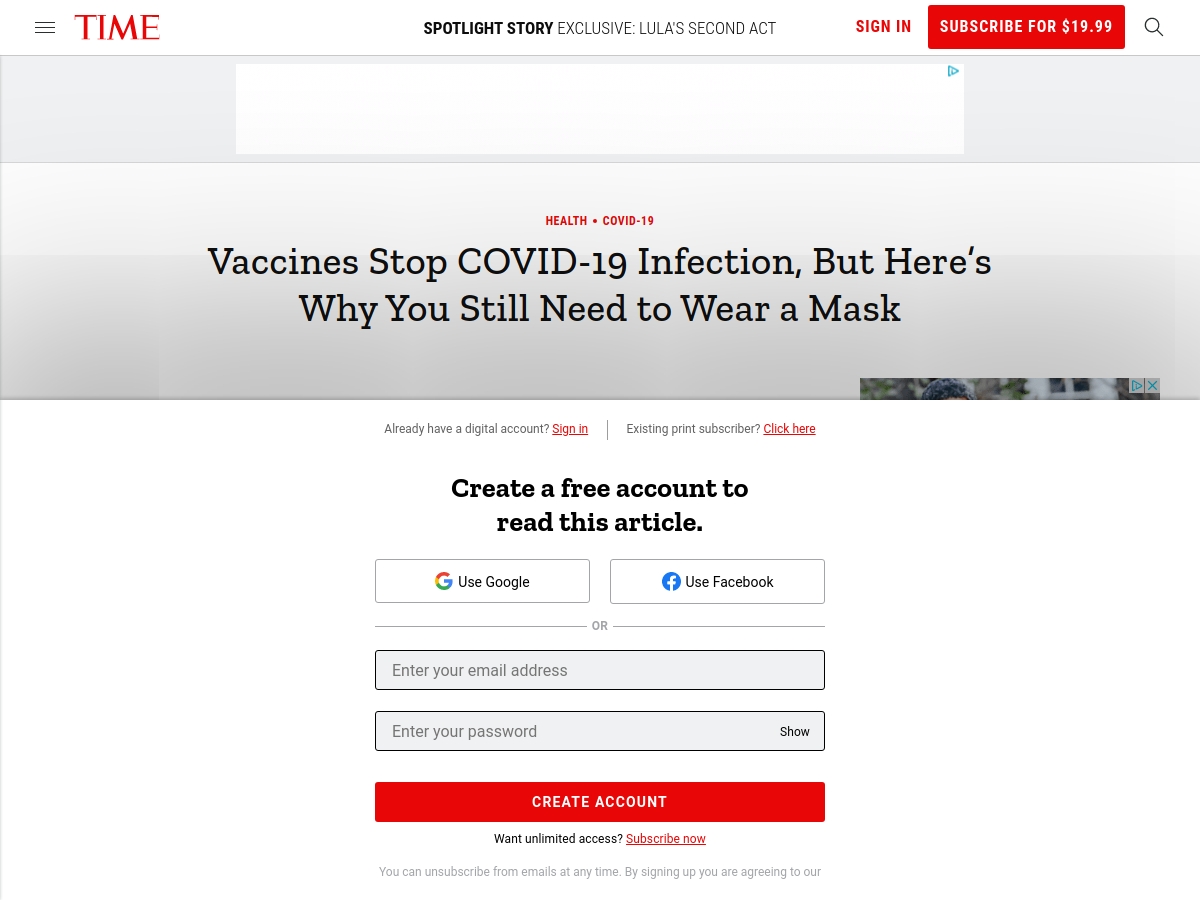 TIME
SPOTLIGHT STORY EXCLUSIVE: LULA'S SECOND ACT
SIGN IN
SUBSCRIBE FOR $19.99
HEALTH • COVID-19
Vaccines Stop COVID-19 Infection, But Here’s
Why You Still Need to Wear a Mask
Already have a digital account? Sign in
Existing print subscriber? Click here
Create a free account to
read this article.
Use Google
Use Facebook
OR
Enter your email address
Enter your password
Show
CREATE ACCOUNT
Want unlimited access? Subscribe now
You can unsubscribe from emails at any time. By signing up you are agreeing to our